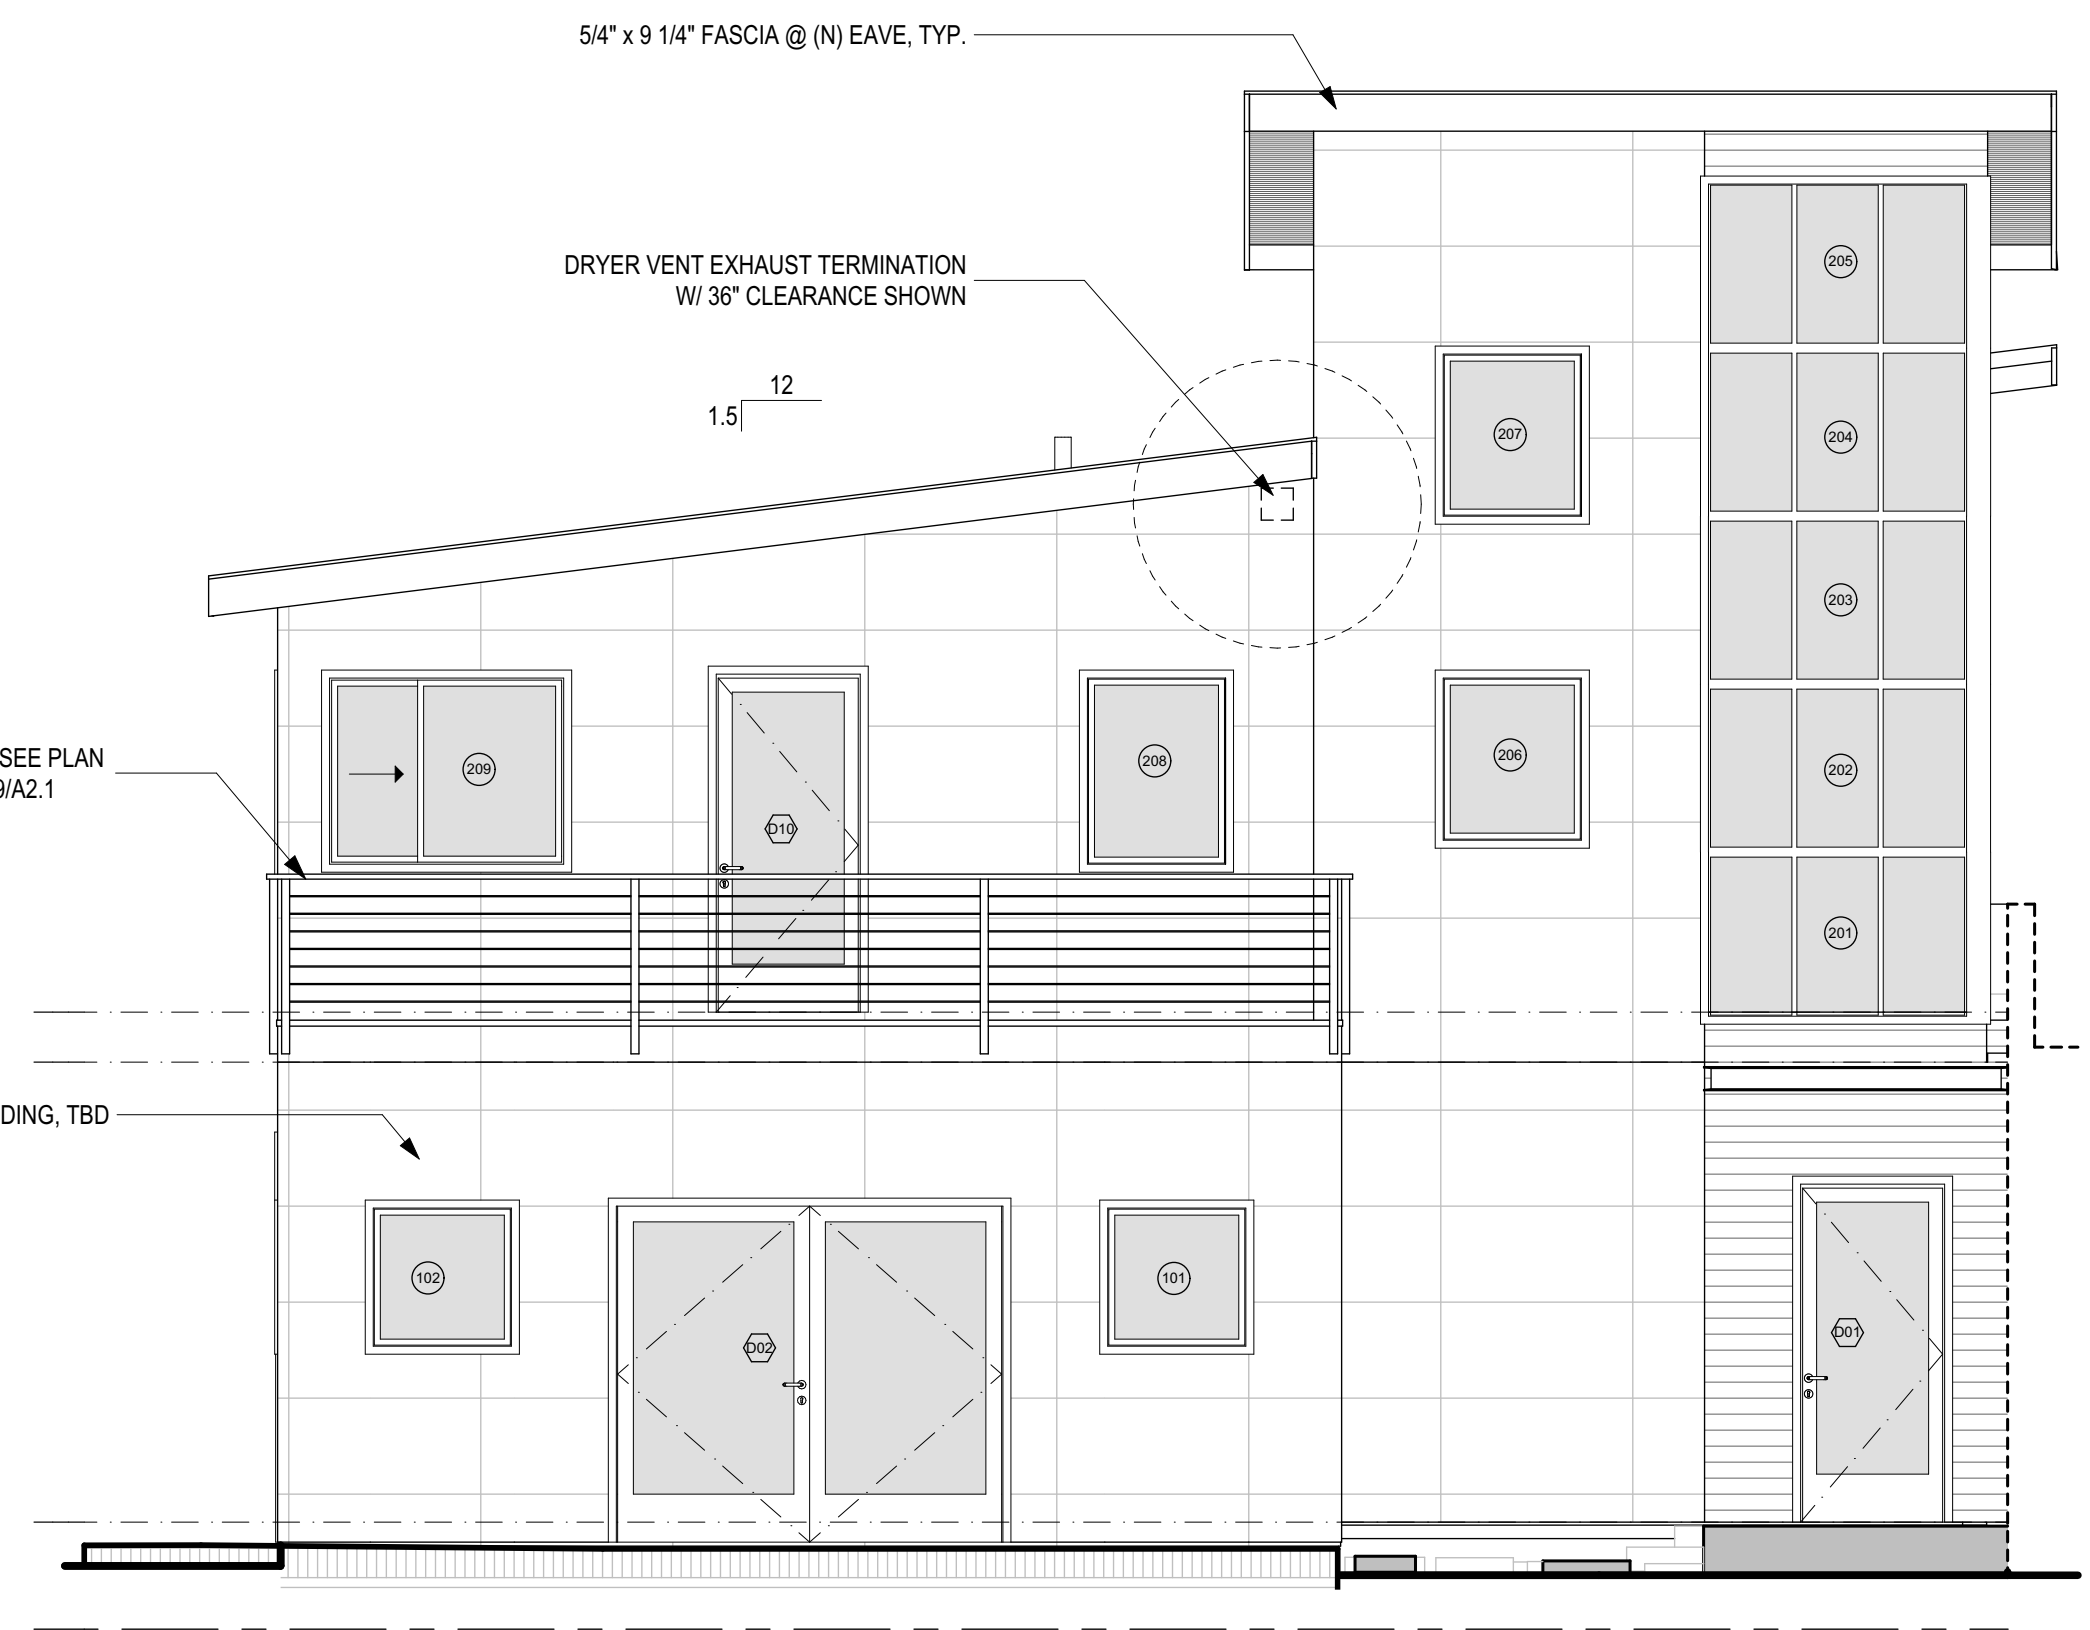 5/4" x 9 1/4" FASCIA @ (N) EAVE, TYP.
DRYER VENT EXHAUST TERMINATION
W/ 36" CLEARANCE SHOWN
12
1.5
205
204
207
203
SEE PLAN
9/A2.1
209
D10
208
206
202
201
DING, TBD
102
D02
101
D01